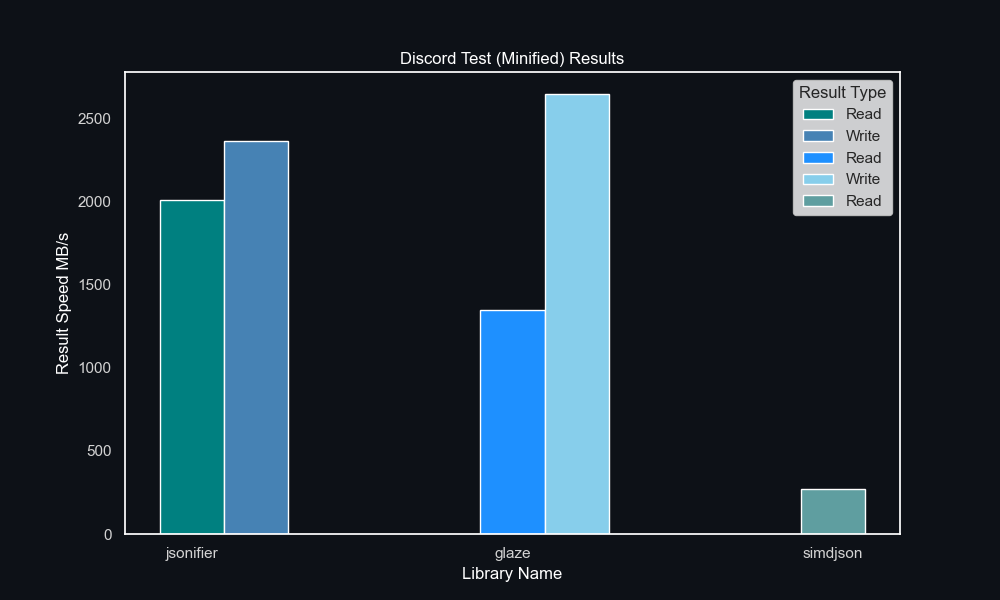 Discord Test (Minified) Results
Result Type
Read
Write
Read
Write
Read
Result Speed MB/s
2500
2000
1500
1000
500
0
jsonifier
glaze
simdjson
Library Name